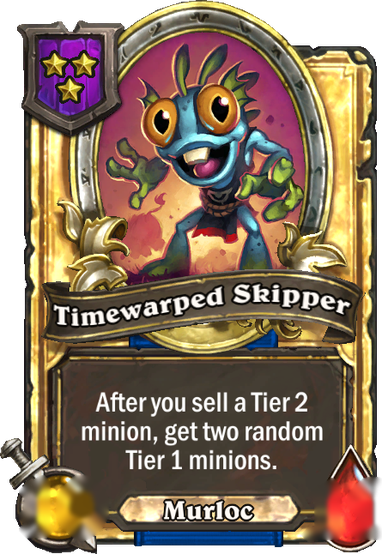 Timewarped Skipper
After you sell a Tier 2
minion, get two random
Tier 1 minions.
Murloc